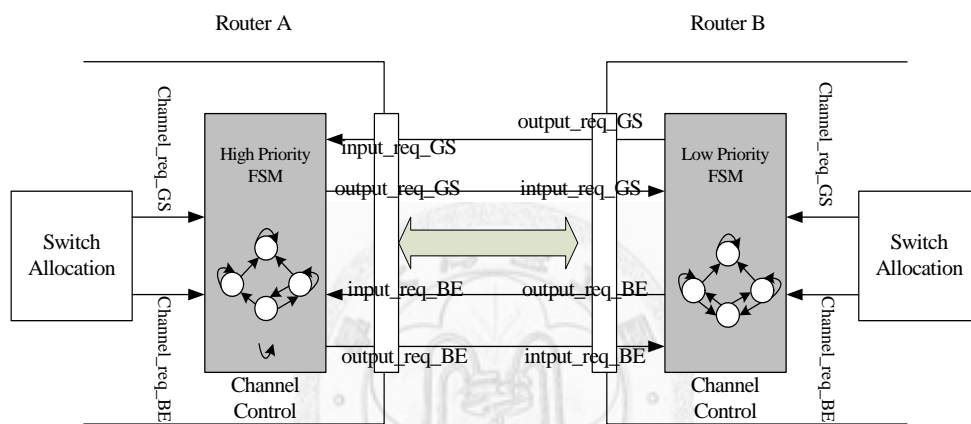 Router A
Router B
Channel_req_GS
Channel_req_GS
output_req_GS
High Priority
FSM
input_req_GS
Low Priority
FSM
output_req_GS
intput_req_GS
Switch
Allocation
Switch
Allocation
input_req_BE
output_req_BE
output_req_BE
intput_req_BE
Channel_req_BE
Channel_req_BE
Channel
Control
Channel
Control